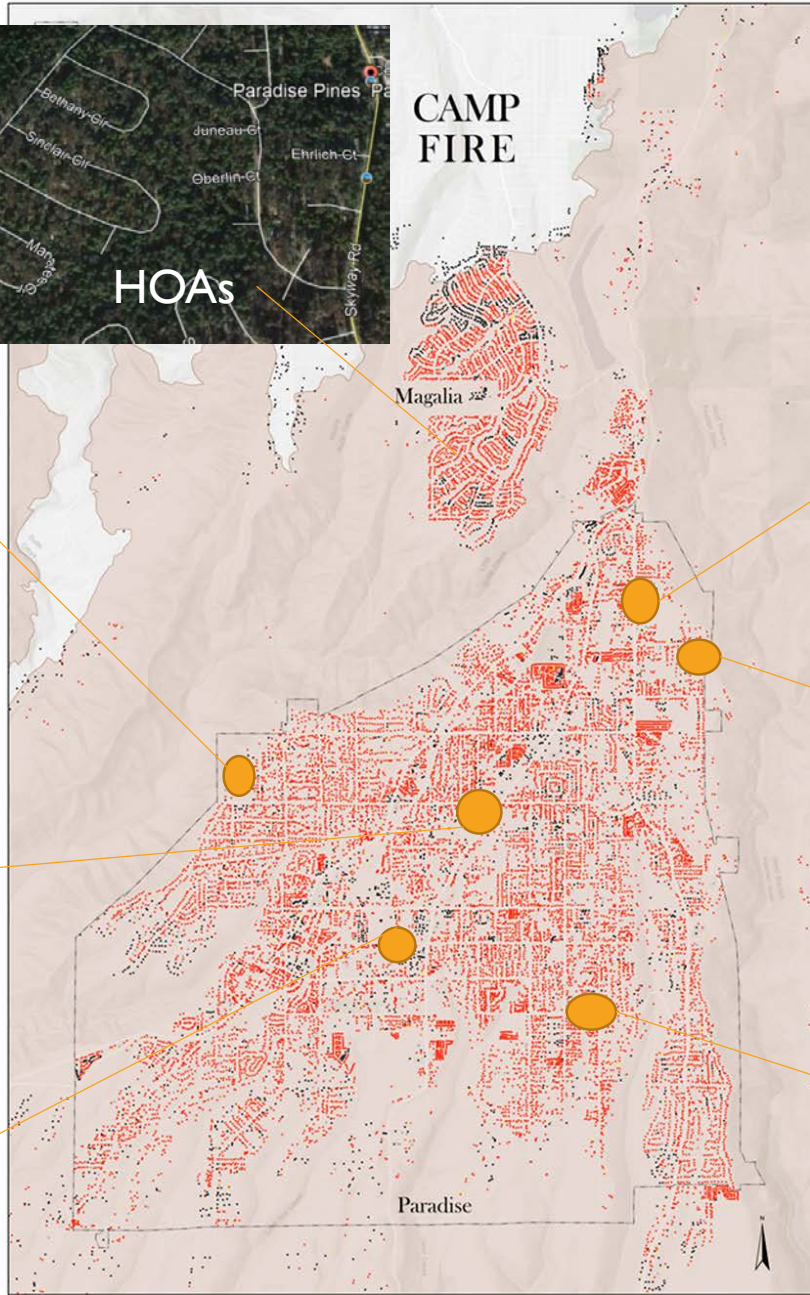 CAMP
FIRE
Paradise Pines
Bethany Cir
Juneau Ct
Sinclair Cir
Ehrlich Ct
Oberlin Ct
Skyway Rd
HOAs
Magalia
Paradise
N